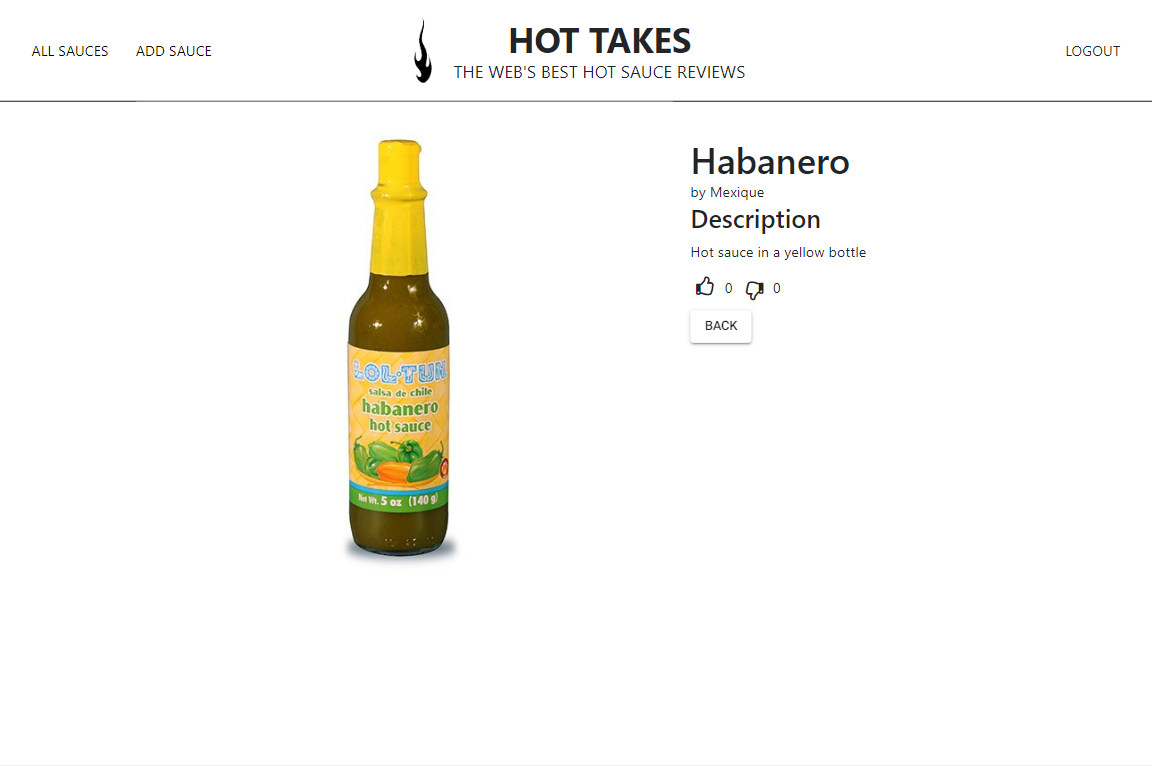 ALL SAUCES
ADD SAUCE
HOT TAKES
THE WEB'S BEST HOT SAUCE REVIEWS
LOGOUT
LOL·TUN
salsa de chile
habanero
hot sauce
Net Wt. 5 oz (140 g)
Habanero
by Mexique
Description
Hot sauce in a yellow bottle
0
0
BACK